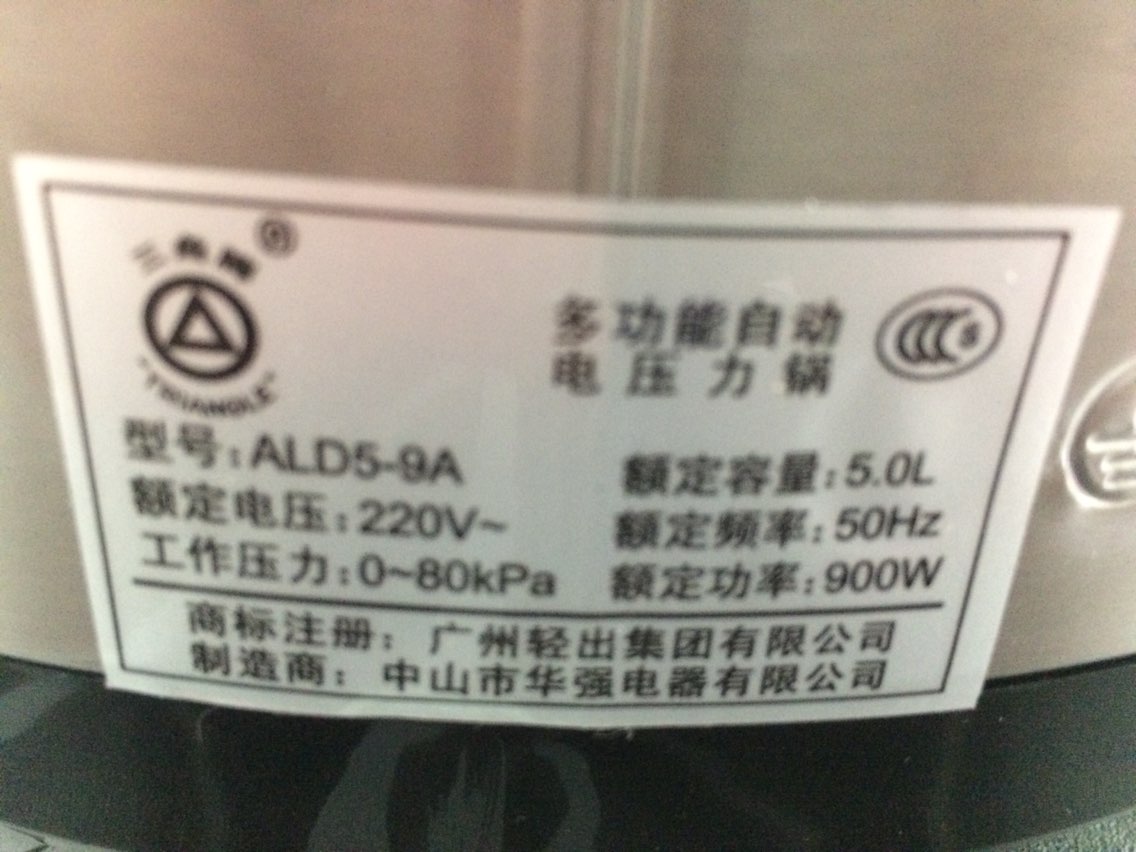 三角牌®
"TRIANGLE"
多功能自动
电压力锅
型号:ALD5-9A
额定容量:5.0L
额定电压:220V~
额定频率:50Hz
工作压力:0~80kPa
额定功率:900W
商标注册:广州轻出集团有限公司
制造商:中山市华强电器有限公司